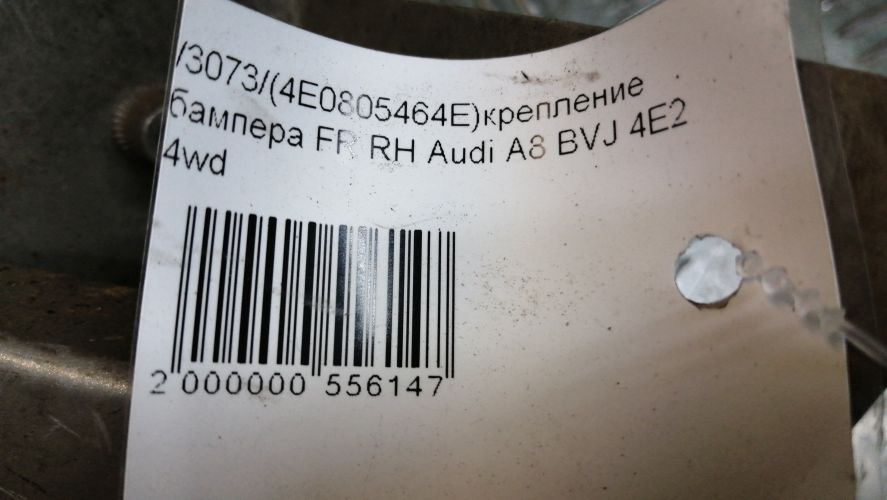 /3073/(4E0805464E)крепление
бампера FR RH Audi A8 BVJ 4E2
4wd
2 000000 556147